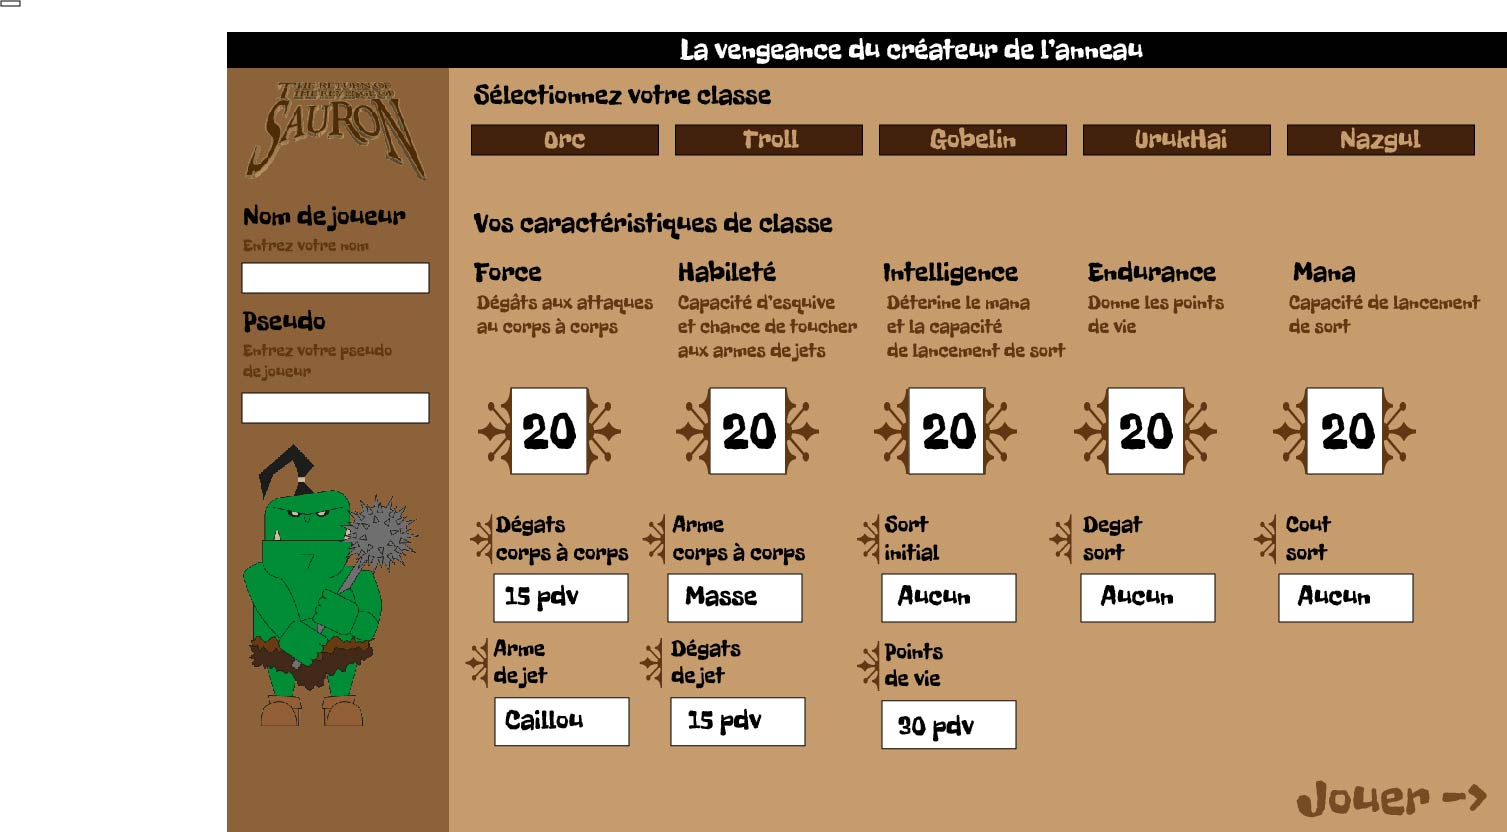 La vengeance du créateur de l'anneau
THE RETURN OF
THE REVENGE OF
SAURON
Nom de joueur
Entrez votre nom
Pseudo
Entrez votre pseudo
de joueur
Sélectionnez votre classe
Orc Troll Gobelin UrukHai Nazgul
Vos caractéristiques de classe
Force
Dégâts aux attaques
au corps à corps
Habileté
Capacité d'esquive
et chance de toucher
aux armes de jets
Intelligence
Déterine le mana
et la capacité
de lancement de sort
Endurance
Donne les points
de vie
Mana
Capacité de lancement
de sort
20 20 20 20 20
Dégats
corps à corps
15 pdv
Arme
corps à corps
Masse
Sort
initial
Aucun
Degat
sort
Aucun
Cout
sort
Aucun
Arme
de jet
Caillou
Dégats
de jet
15 pdv
Points
de vie
30 pdv
Jouer ->